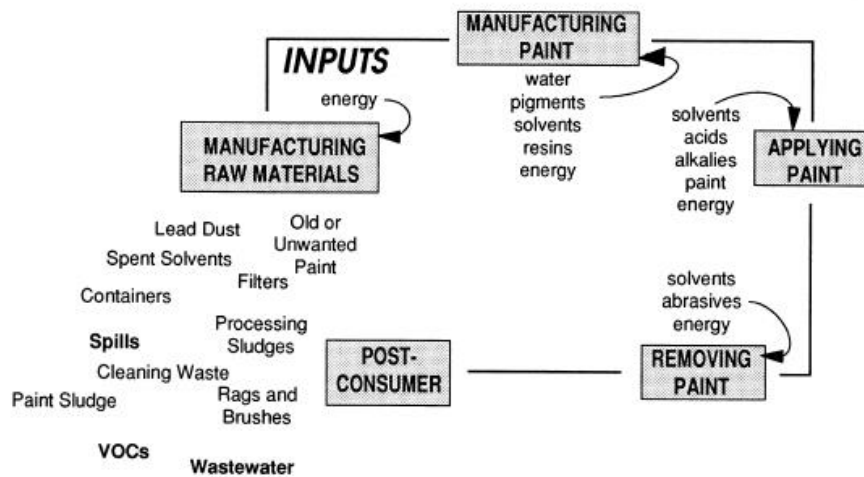 MANUFACTURING
PAINT
INPUTS
energy
water
pigments
solvents
resins
energy
solvents
acids
alkalies
paint
energy
MANUFACTURING
RAW MATERIALS
APPLYING
PAINT
Lead Dust
Old or
Unwanted
Paint
Spent Solvents
Filters
Containers
solvents
abrasives
energy
Processing
Sludges
Spills
POST-
CONSUMER
REMOVING
PAINT
Cleaning Waste
Paint Sludge
Rags and
Brushes
VOCs
Wastewater